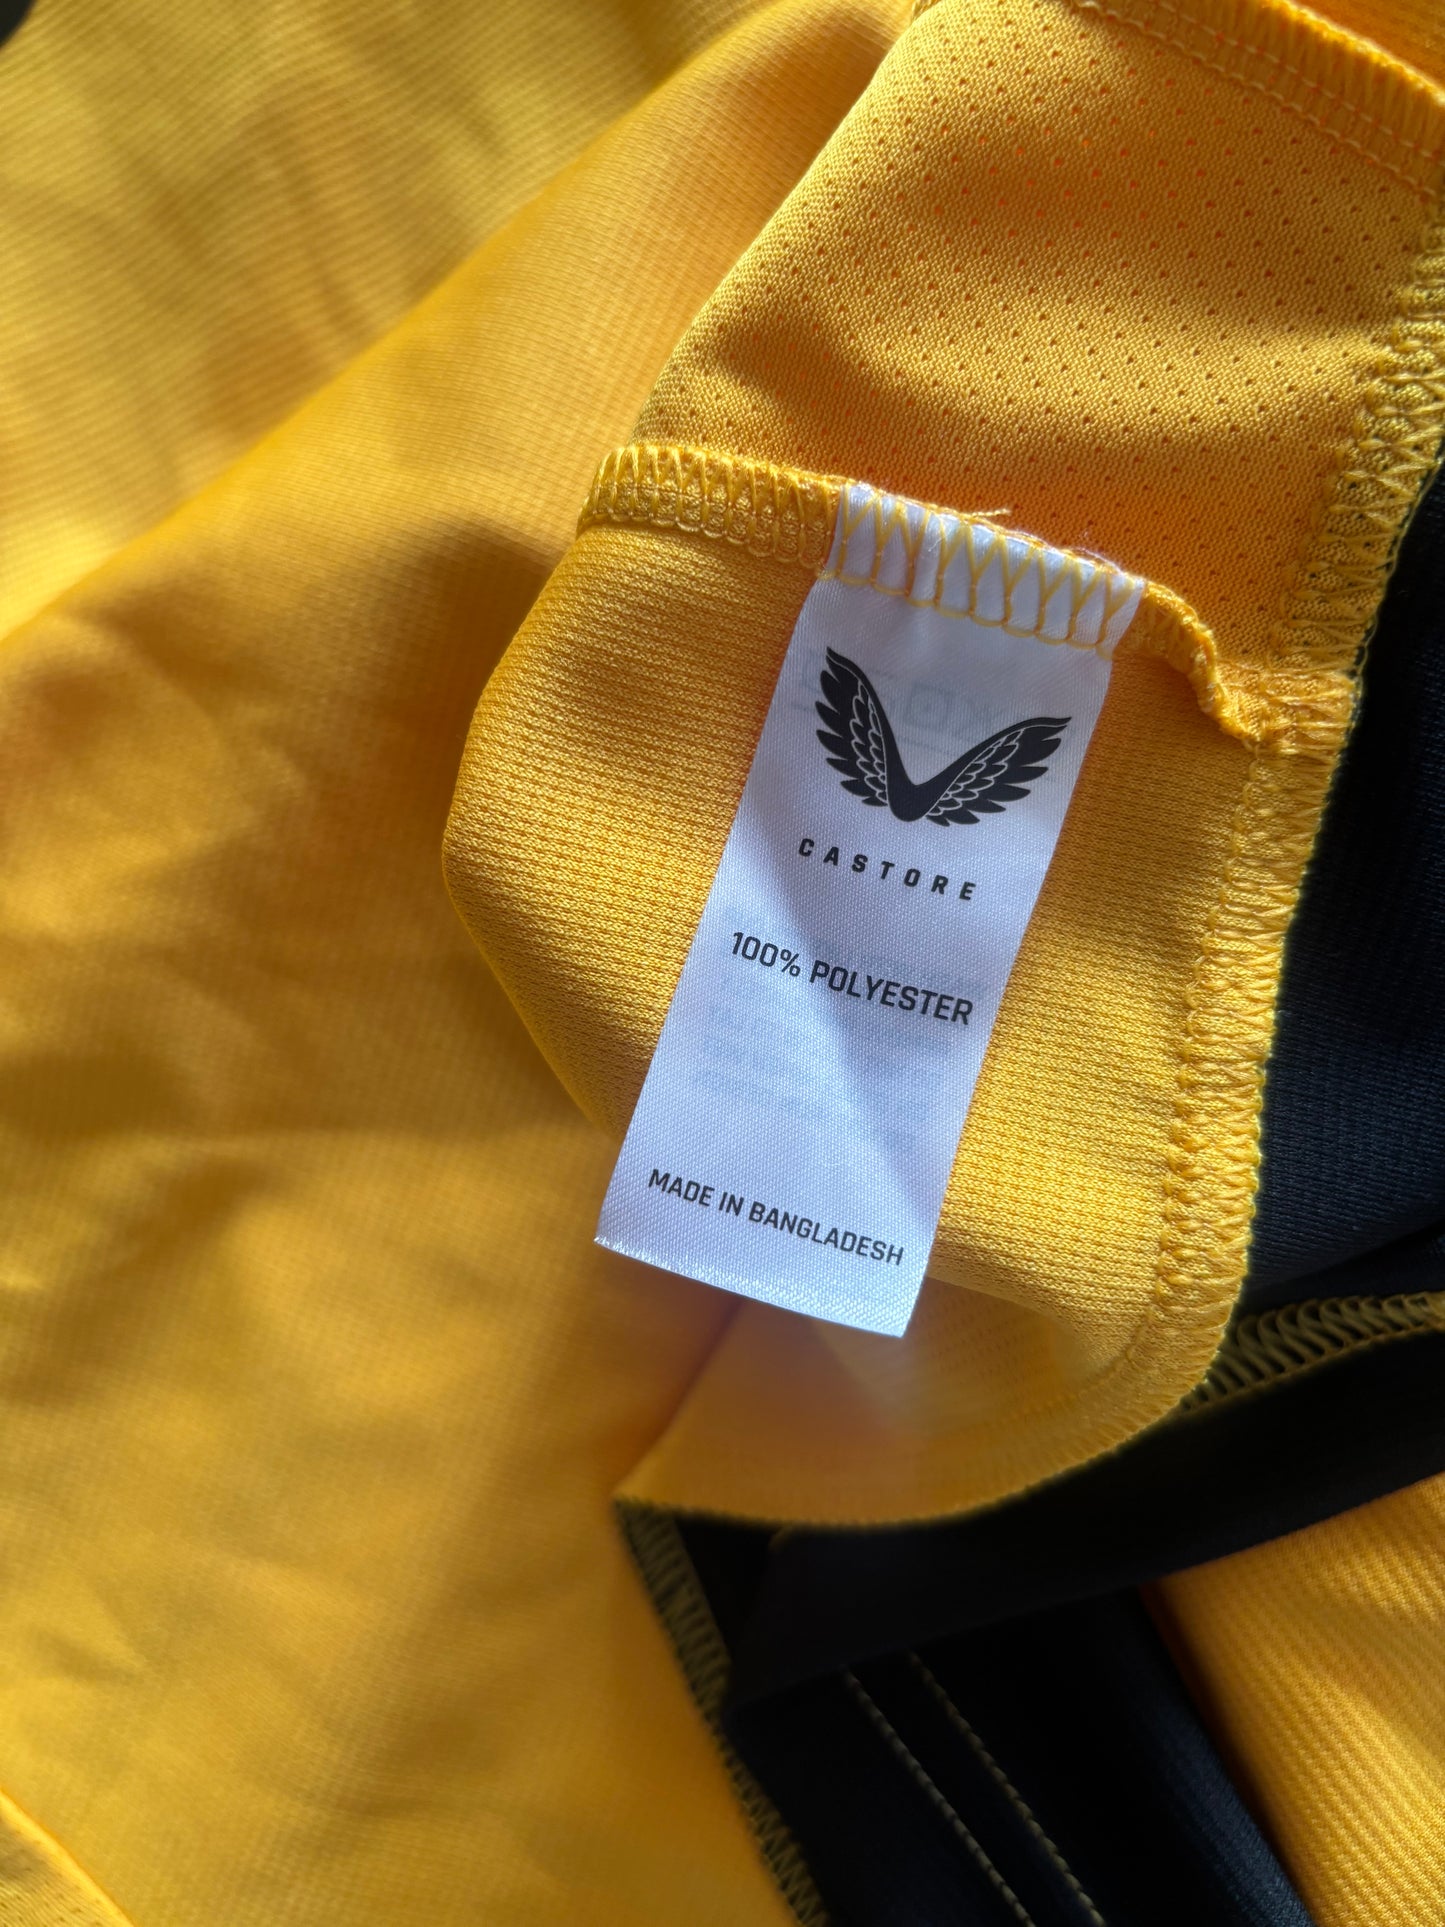 CASTORE
100% POLYESTER
MADE IN BANGLADESH